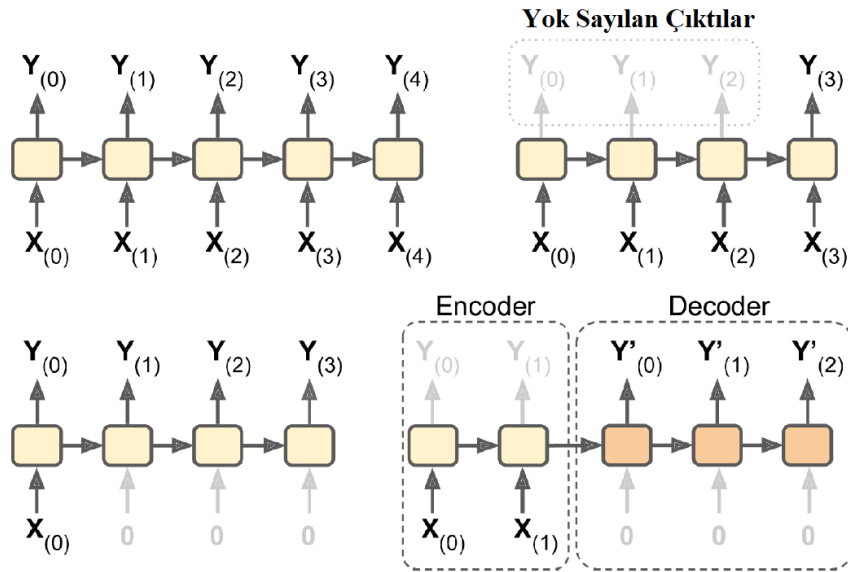 Yok Sayılan Çıktılar
Y(0) Y(1) Y(2) Y(3) Y(4)
X(0) X(1) X(2) X(3) X(4)
Y(0) Y(1) Y(2) Y(3)
X(0) X(1) X(2) X(3)
Y(0) Y(1) Y(2) Y(3)
X(0) 0 0 0
Encoder Decoder
Y(0) Y(1) Y’(0) Y’(1) Y’(2)
X(0) X(1) 0 0 0